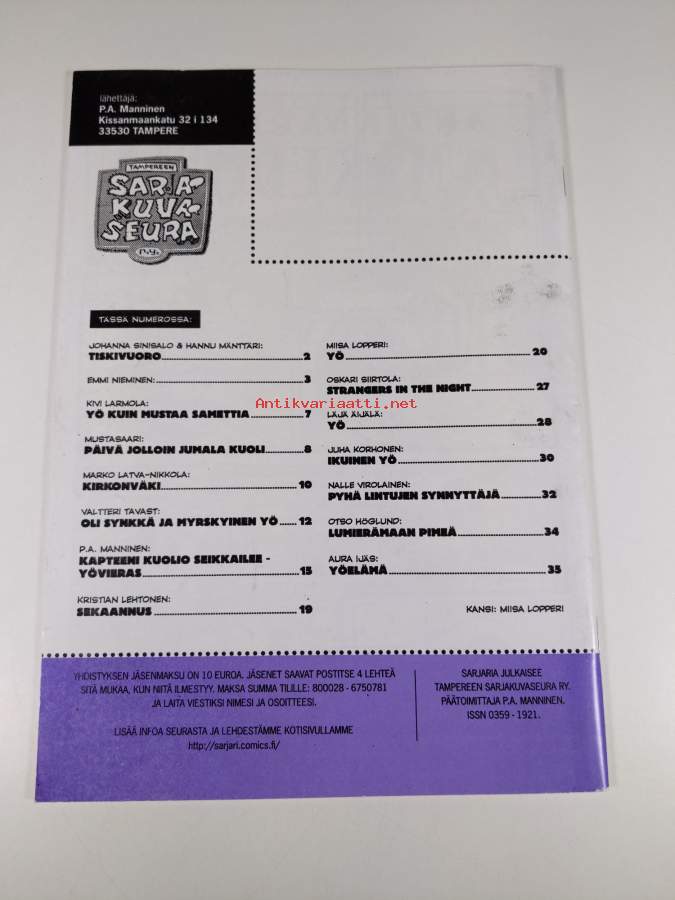 lähettäjä:
P.A. Manninen
Kissanmaankatu 32 i 134
33530 TAMPERE
TAMPEREEN
SARJA-
KUVA-
SEURA
r.y.
TÄSSÄ NUMEROSSA:
JOHANNA SINISALO & HANNU MÄNTTÄRI:
TISKIVUORO 2
EMMI NIEMINEN: 3
KIVI LARMOLA:
YÖ KUIN MUSTAA SAMETTIA 7
MUSTASAARI:
PÄIVÄ JOLLOIN JUMALA KUOLI 8
MARKO LATVA-NIKKOLA:
KIRKONVÄKI 10
VALTTERI TAVAST:
OLI SYNKKÄ JA MYRSKYINEN YÖ 12
P.A. MANNINEN:
KAPTEENI KUOLIO SEIKKAILEE -
YÖVIERAS 15
KRISTIAN LEHTONEN:
SEKAANNUS 19
MIISA LOPPERI:
YÖ 20
OSKARI SIIRTOLA:
STRANGERS IN THE NIGHT 27
Antikvariaatti.net
LÄJÄ ÄIJÄLÄ:
YÖ 28
JUHA KORHONEN:
IKUINEN YÖ 30
NALLE VIROLAINEN:
PYHÄ LINTUJEN SYNNYTTÄJÄ 32
OTSO HÖGLUND:
LUMIERÄMAAN PIMEÄ 34
AURA IJÄS:
YÖELÄMÄ 35
KANSI: MIISA LOPPERI
YHDISTYKSEN JÄSENMAKSU ON 10 EUROA. JÄSENET SAAVAT POSTITSE 4 LEHTEÄ
SITÄ MUKAA, KUN NIITÄ ILMESTYY. MAKSA SUMMA TILILLE: 800028 - 6750781
JA LAITA VIESTIKSI NIMESI JA OSOITTEESI.
LISÄÄ INFOA SEURASTA JA LEHDESTÄMME KOTISIVULLAMME
http://sarjari.comics.fi/
SARJARIA JULKAISEE
TAMPEREEN SARJAKUVASEURA RY.
PÄÄTOIMITTAJA P.A. MANNINEN.
ISSN 0359 - 1921.